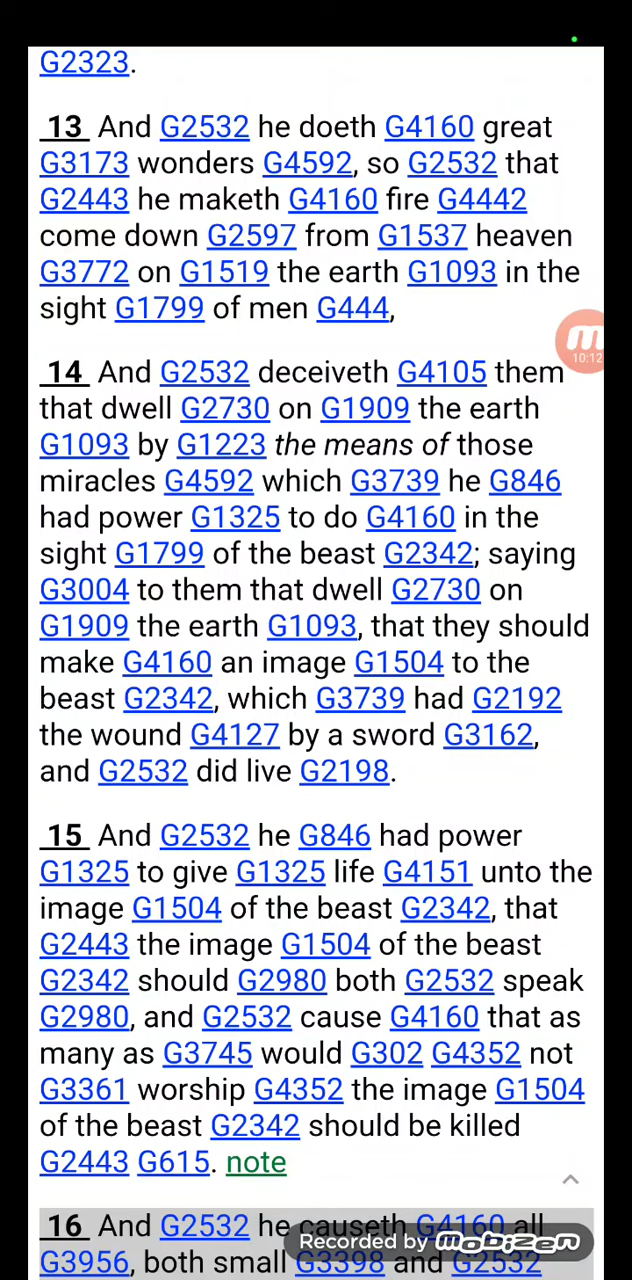 G2323.
13 And G2532 he doeth G4160 great
G3173 wonders G4592, so G2532 that
G2443 he maketh G4160 fire G4442
come down G2597 from G1537 heaven
G3772 on G1519 the earth G1093 in the
sight G1799 of men G444,
m
10:12
14 And G2532 deceiveth G4105 them
that dwell G2730 on G1909 the earth
G1093 by G1223 the means of those
miracles G4592 which G3739 he G846
had power G1325 to do G4160 in the
sight G1799 of the beast G2342; saying
G3004 to them that dwell G2730 on
G1909 the earth G1093, that they should
make G4160 an image G1504 to the
beast G2342, which G3739 had G2192
the wound G4127 by a sword G3162,
and G2532 did live G2198.
15 And G2532 he G846 had power
G1325 to give G1325 life G4151 unto the
image G1504 of the beast G2342, that
G2443 the image G1504 of the beast
G2342 should G2980 both G2532 speak
G2980, and G2532 cause G4160 that as
many as G3745 would G302 G4352 not
G3361 worship G4352 the image G1504
of the beast G2342 should be killed
G2443 G615. note
16 And G2532 he causeth G4160 all
G3956, both small G3398 and G2532
Recorded by mobizen